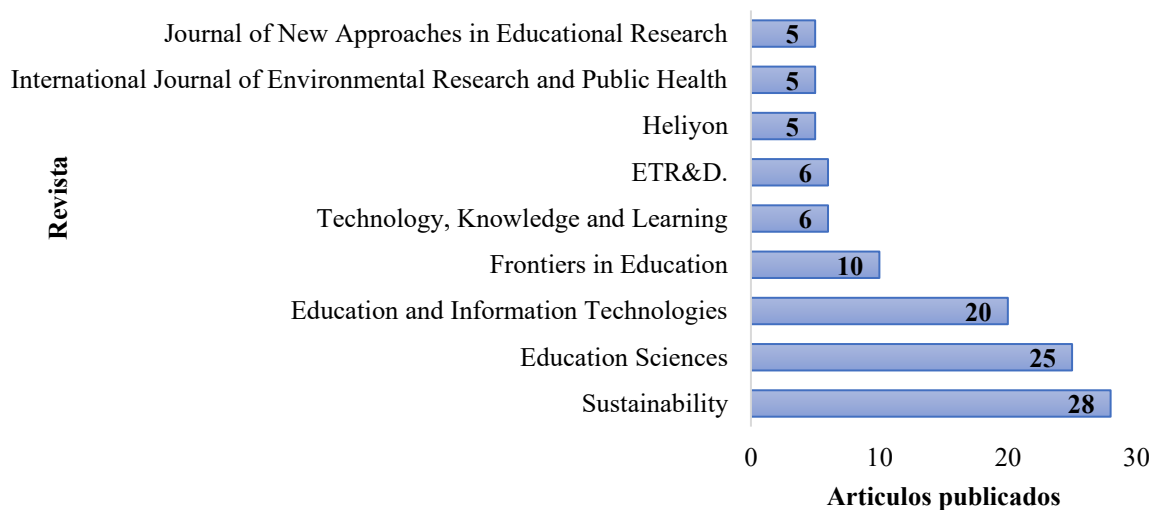 Journal of New Approaches in Educational Research
5
International Journal of Environmental Research and Public Health
5
Heliyon
5
ETR&D.
6
Technology, Knowledge and Learning
6
Frontiers in Education
10
Education and Information Technologies
20
Education Sciences
25
Sustainability
28
Revista
0 10 20 30
Articulos publicados